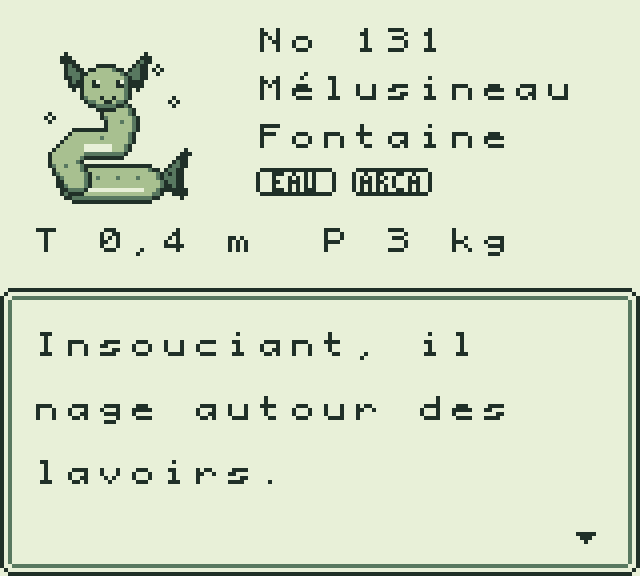 No 131
Mélusineau
Fontaine
EAU ARCA
T 0,4 m P 3 kg
Insouciant, il
nage autour des
lavoirs.